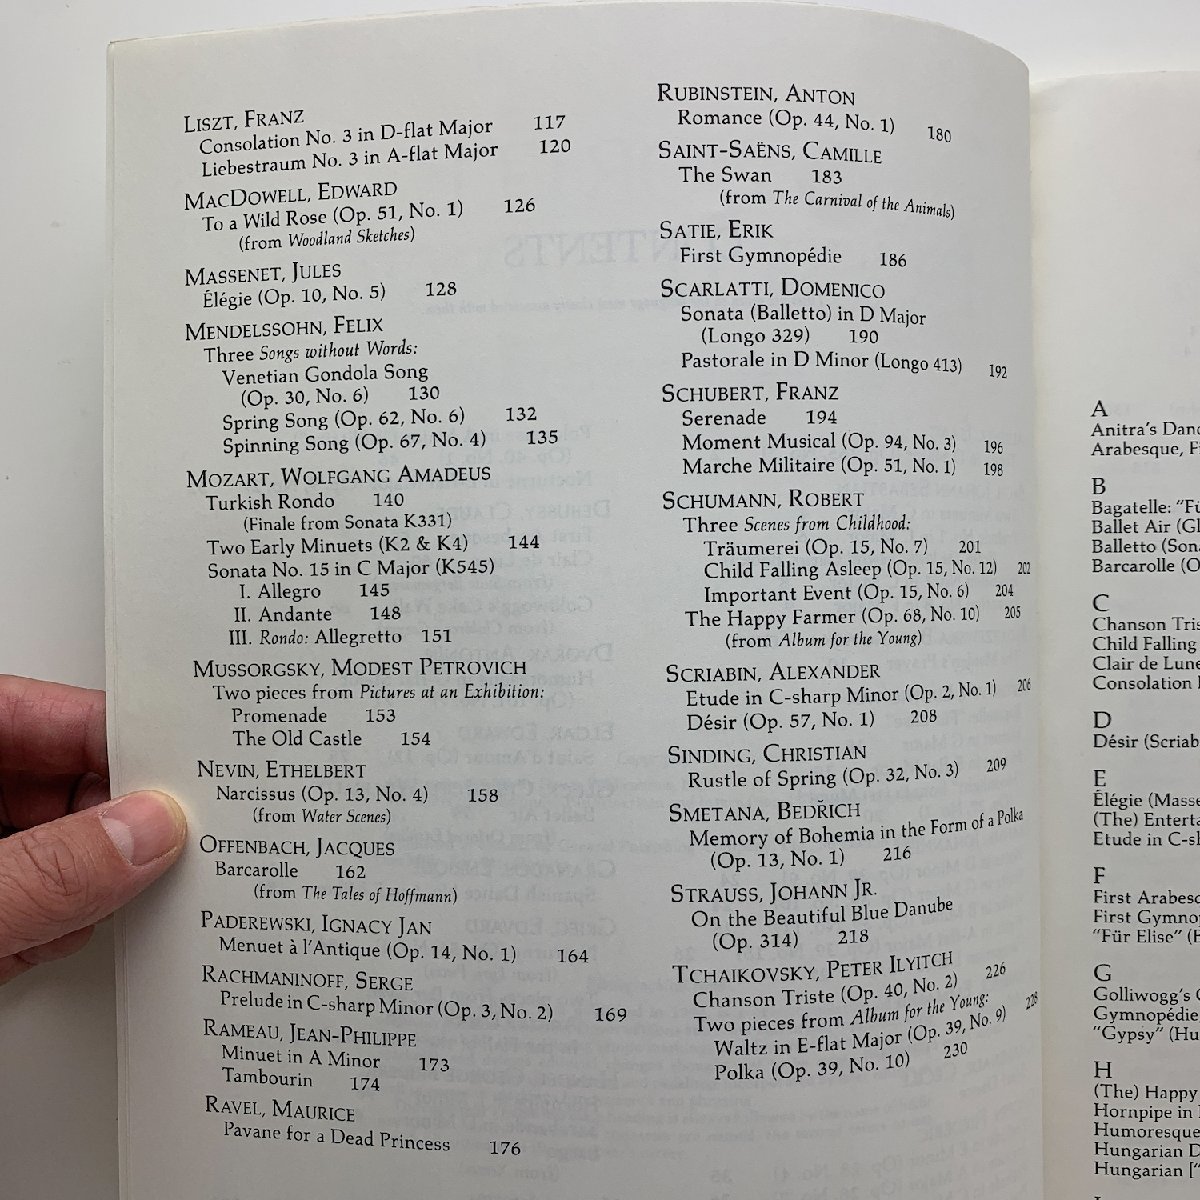 LISZT, FRANZ
Consolation No. 3 in D-flat Major 117
Liebestraum No. 3 in A-flat Major 120
MACDOWELL, EDWARD
To a Wild Rose (Op. 51, No. 1) 126
(from Woodland Sketches)
MASSENET, JULES
Élégie (Op. 10, No. 5) 128
MENDELSSOHN, FELIX
Three Songs without Words:
Venetian Gondola Song
(Op. 30, No. 6) 130
Spring Song (Op. 62, No. 6) 132
Spinning Song (Op. 67, No. 4) 135
MOZART, WOLFGANG AMADEUS
Turkish Rondo 140
(Finale from Sonata K331)
Two Early Minuets (K2 & K4) 144
Sonata No. 15 in C Major (K545)
I. Allegro 145
II. Andante 148
III. Rondo: Allegretto 151
MUSSORGSKY, MODEST PETROVICH
Two pieces from Pictures at an Exhibition:
Promenade 153
The Old Castle 154
NEVIN, ETHELBERT
Narcissus (Op. 13, No. 4) 158
(from Water Scenes)
OFFENBACH, JACQUES
Barcarolle 162
(from The Tales of Hoffmann)
PADEREWSKI, IGNACY JAN
Menuet à l'Antique (Op. 14, No. 1) 164
RACHMANINOFF, SERGE
Prelude in C-sharp Minor (Op. 3, No. 2) 169
RAMEAU, JEAN-PHILIPPE
Minuet in A Minor 173
Tambourin 174
RAVEL, MAURICE
Pavane for a Dead Princess 176
RUBINSTEIN, ANTON
Romance (Op. 44, No. 1) 180
SAINT-SAËNS, CAMILLE
The Swan 183
(from The Carnival of the Animals)
SATIE, ERIK
First Gymnopédie 186
SCARLATTI, DOMENICO
Sonata (Balletto) in D Major
(Longo 329) 190
Pastorale in D Minor (Longo 413) 192
SCHUBERT, FRANZ
Serenade 194
Moment Musical (Op. 94, No. 3) 196
Marche Militaire (Op. 51, No. 1) 198
SCHUMANN, ROBERT
Three Scenes from Childhood:
Träumerei (Op. 15, No. 7) 201
Child Falling Asleep (Op. 15, No. 12) 202
Important Event (Op. 15, No. 6) 204
The Happy Farmer (Op. 68, No. 10) 205
(from Album for the Young)
SCRIABIN, ALEXANDER
Etude in C-sharp Minor (Op. 2, No. 1) 206
Désir (Op. 57, No. 1) 208
SINDING, CHRISTIAN
Rustle of Spring (Op. 32, No. 3) 209
SMETANA, BEDŘICH
Memory of Bohemia in the Form of a Polka
(Op. 13, No. 1) 216
STRAUSS, JOHANN JR.
On the Beautiful Blue Danube
(Op. 314) 218
TCHAIKOVSKY, PETER ILYITCH
Chanson Triste (Op. 40, No. 2) 226
Two pieces from Album for the Young:
Waltz in E-flat Major (Op. 39, No. 9) 228
Polka (Op. 39, No. 10) 230
A
Anitra's Danc
Arabesque, Fi
B
Bagatelle: "Fü
Ballet Air (Gl
Balletto (Sona
Barcarolle (O
C
Chanson Tris
Child Falling
Clair de Lune
Consolation
D
Désir (Scriab
E
Élégie (Masse
(The) Enterta
Etude in C-sh
F
First Arabesq
First Gymno
"Für Elise" (
G
Golliwogg's
Gymnopédie
"Gypsy" (Hu
H
(The) Happy
Hornpipe in
Humoresque
Hungarian D
Hungarian ["